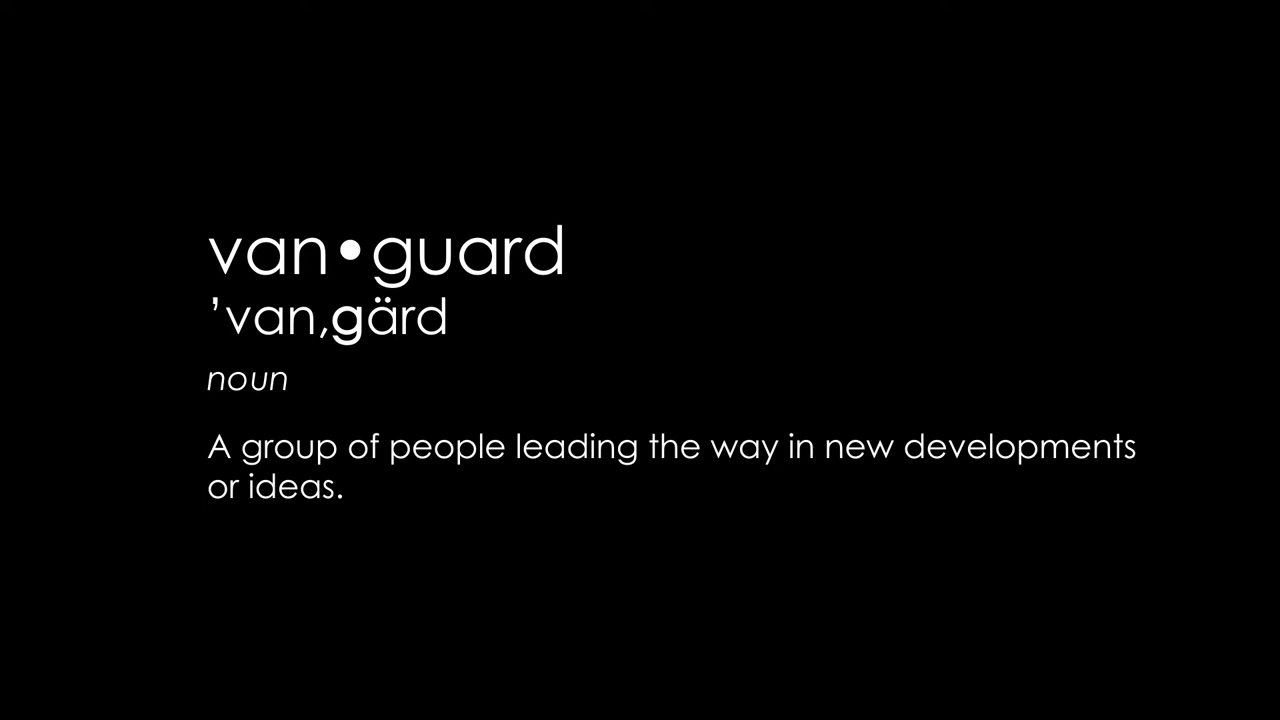 van•guard
’van,gärd
noun
A group of people leading the way in new developments
or ideas.